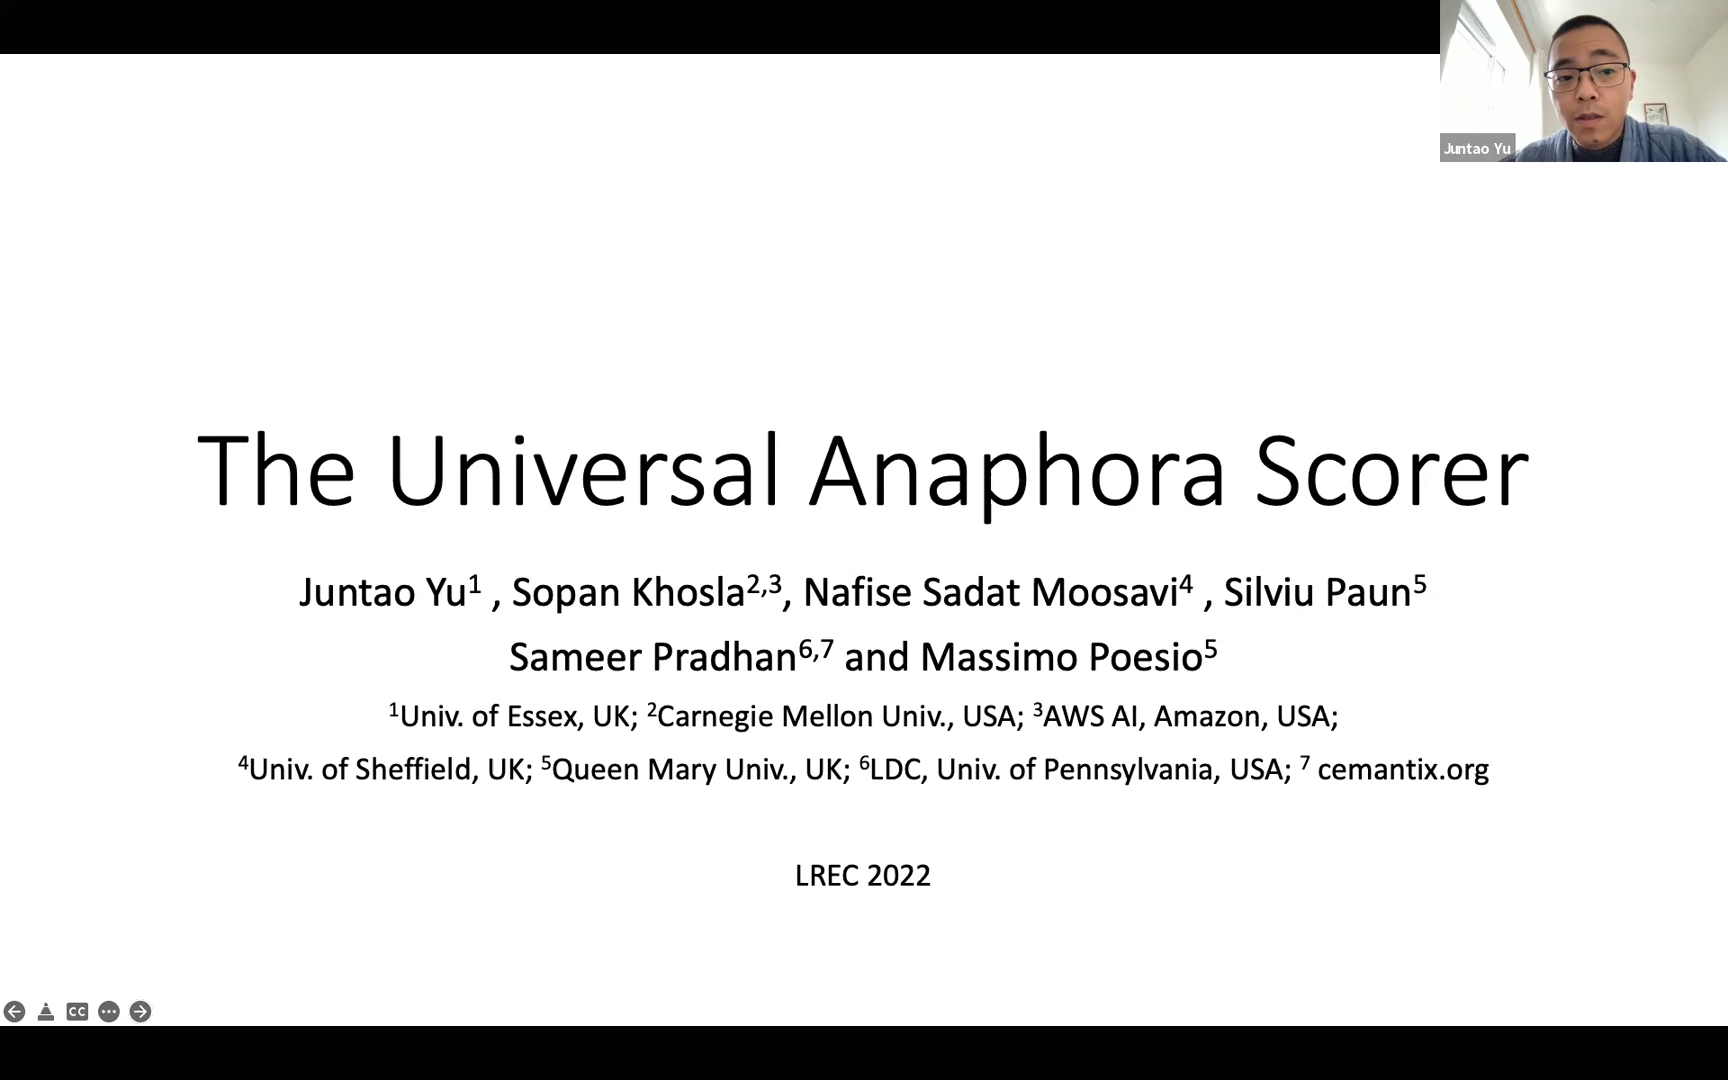 Juntao Yu
The Universal Anaphora Scorer
Juntao Yu1 , Sopan Khosla2,3, Nafise Sadat Moosavi4 , Silviu Paun5
Sameer Pradhan6,7 and Massimo Poesio5
1Univ. of Essex, UK; 2Carnegie Mellon Univ., USA; 3AWS AI, Amazon, USA;
4Univ. of Sheffield, UK; 5Queen Mary Univ., UK; 6LDC, Univ. of Pennsylvania, USA; 7 cemantix.org
LREC 2022
CC